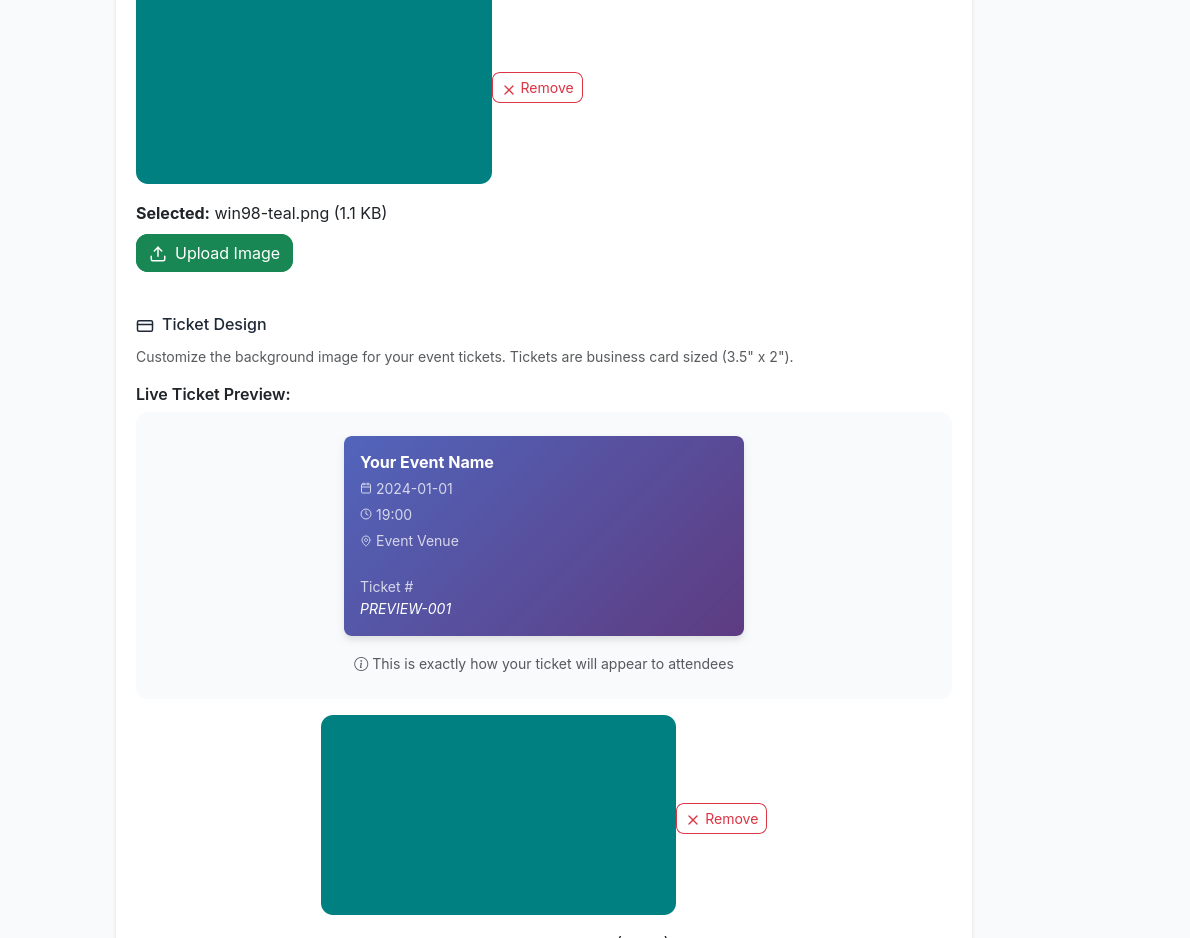 Remove
Selected: win98-teal.png (1.1 KB)
Upload Image
Ticket Design
Customize the background image for your event tickets. Tickets are business card sized (3.5" x 2").
Live Ticket Preview:
Your Event Name
2024-01-01
19:00
Event Venue
Ticket #
PREVIEW-001
This is exactly how your ticket will appear to attendees
Remove